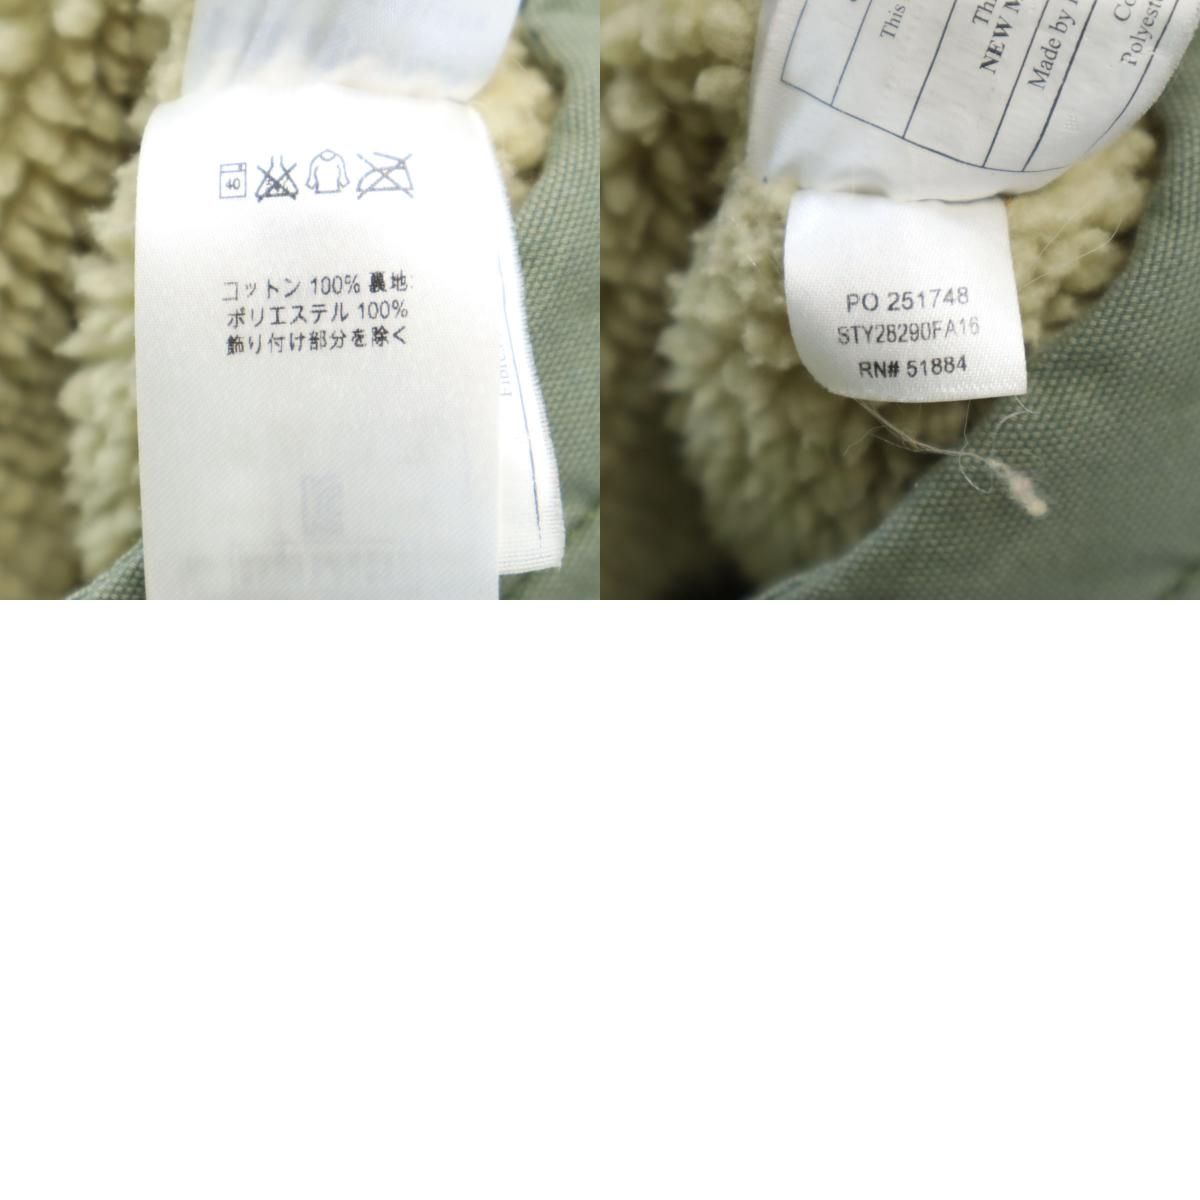 40
コットン 100% 裏地:
ポリエステル 100%
飾り付け部分を除く
This
Th
NEW M
Made by
Co
Polyest
PO 251748
STY28290FA16
RN# 51884